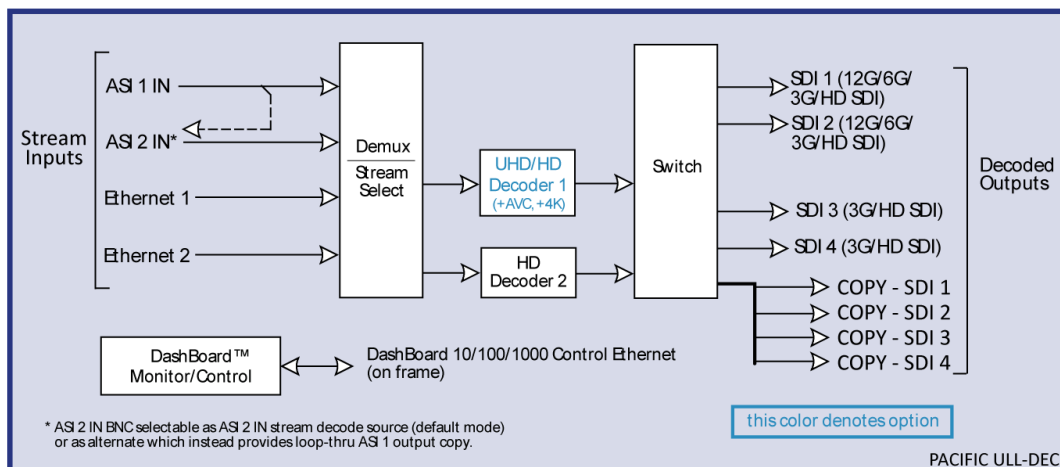 Stream
Inputs
ASI 1 IN
ASI 2 IN*
Ethernet 1
Ethernet 2
Demux
Stream
Select
UHD/HD
Decoder 1
(+AVC, +4K)
HD
Decoder 2
Switch
SDI 1 (12G/6G/
3G/HD SDI)
SDI 2 (12G/6G/
3G/HD SDI)
SDI 3 (3G/HD SDI)
SDI 4 (3G/HD SDI)
COPY - SDI 1
COPY - SDI 2
COPY - SDI 3
COPY - SDI 4
Decoded
Outputs
DashBoard™
Monitor/Control
DashBoard 10/100/1000 Control Ethernet
(on frame)
* ASI 2 IN BNC selectable as ASI 2 IN stream decode source (default mode)
or as alternate which instead provides loop-thru ASI 1 output copy.
this color denotes option
PACIFIC ULL-DEC